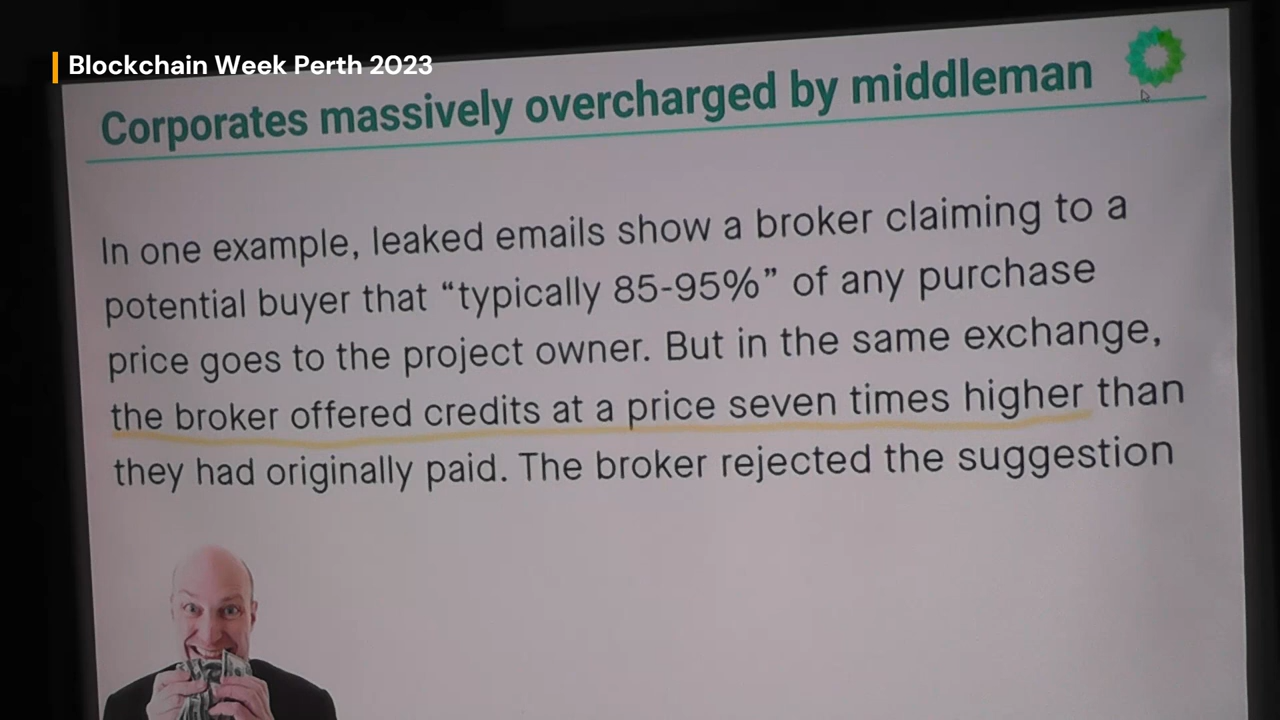 Blockchain Week Perth 2023
Corporates massively overcharged by middleman
In one example, leaked emails show a broker claiming to a
potential buyer that “typically 85-95%” of any purchase
price goes to the project owner. But in the same exchange,
the broker offered credits at a price seven times higher than
they had originally paid. The broker rejected the suggestion